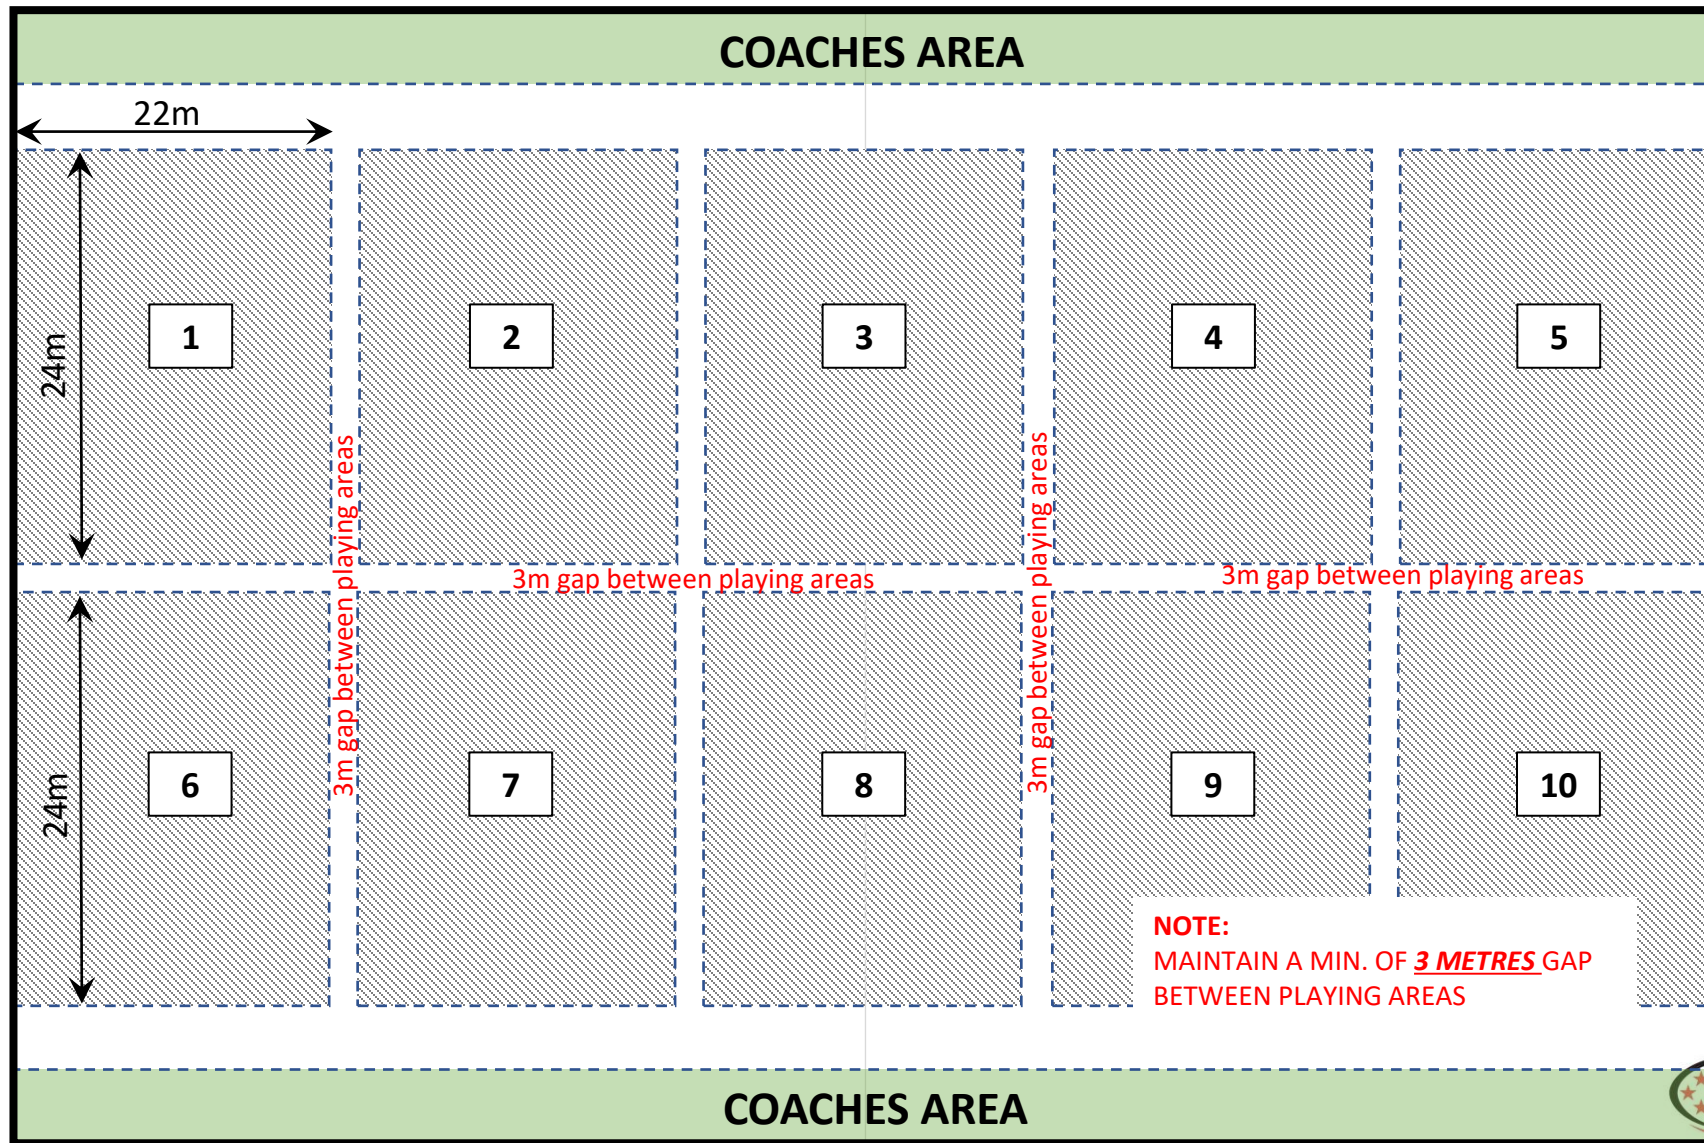 COACHES AREA
22m
24m
1
2
3
4
5
3m gap between playing areas
3m gap between playing areas
3m gap between playing areas
3m gap between playing areas
24m
6
7
8
9
10
NOTE:
MAINTAIN A MIN. OF 3 METRES GAP
BETWEEN PLAYING AREAS
COACHES AREA